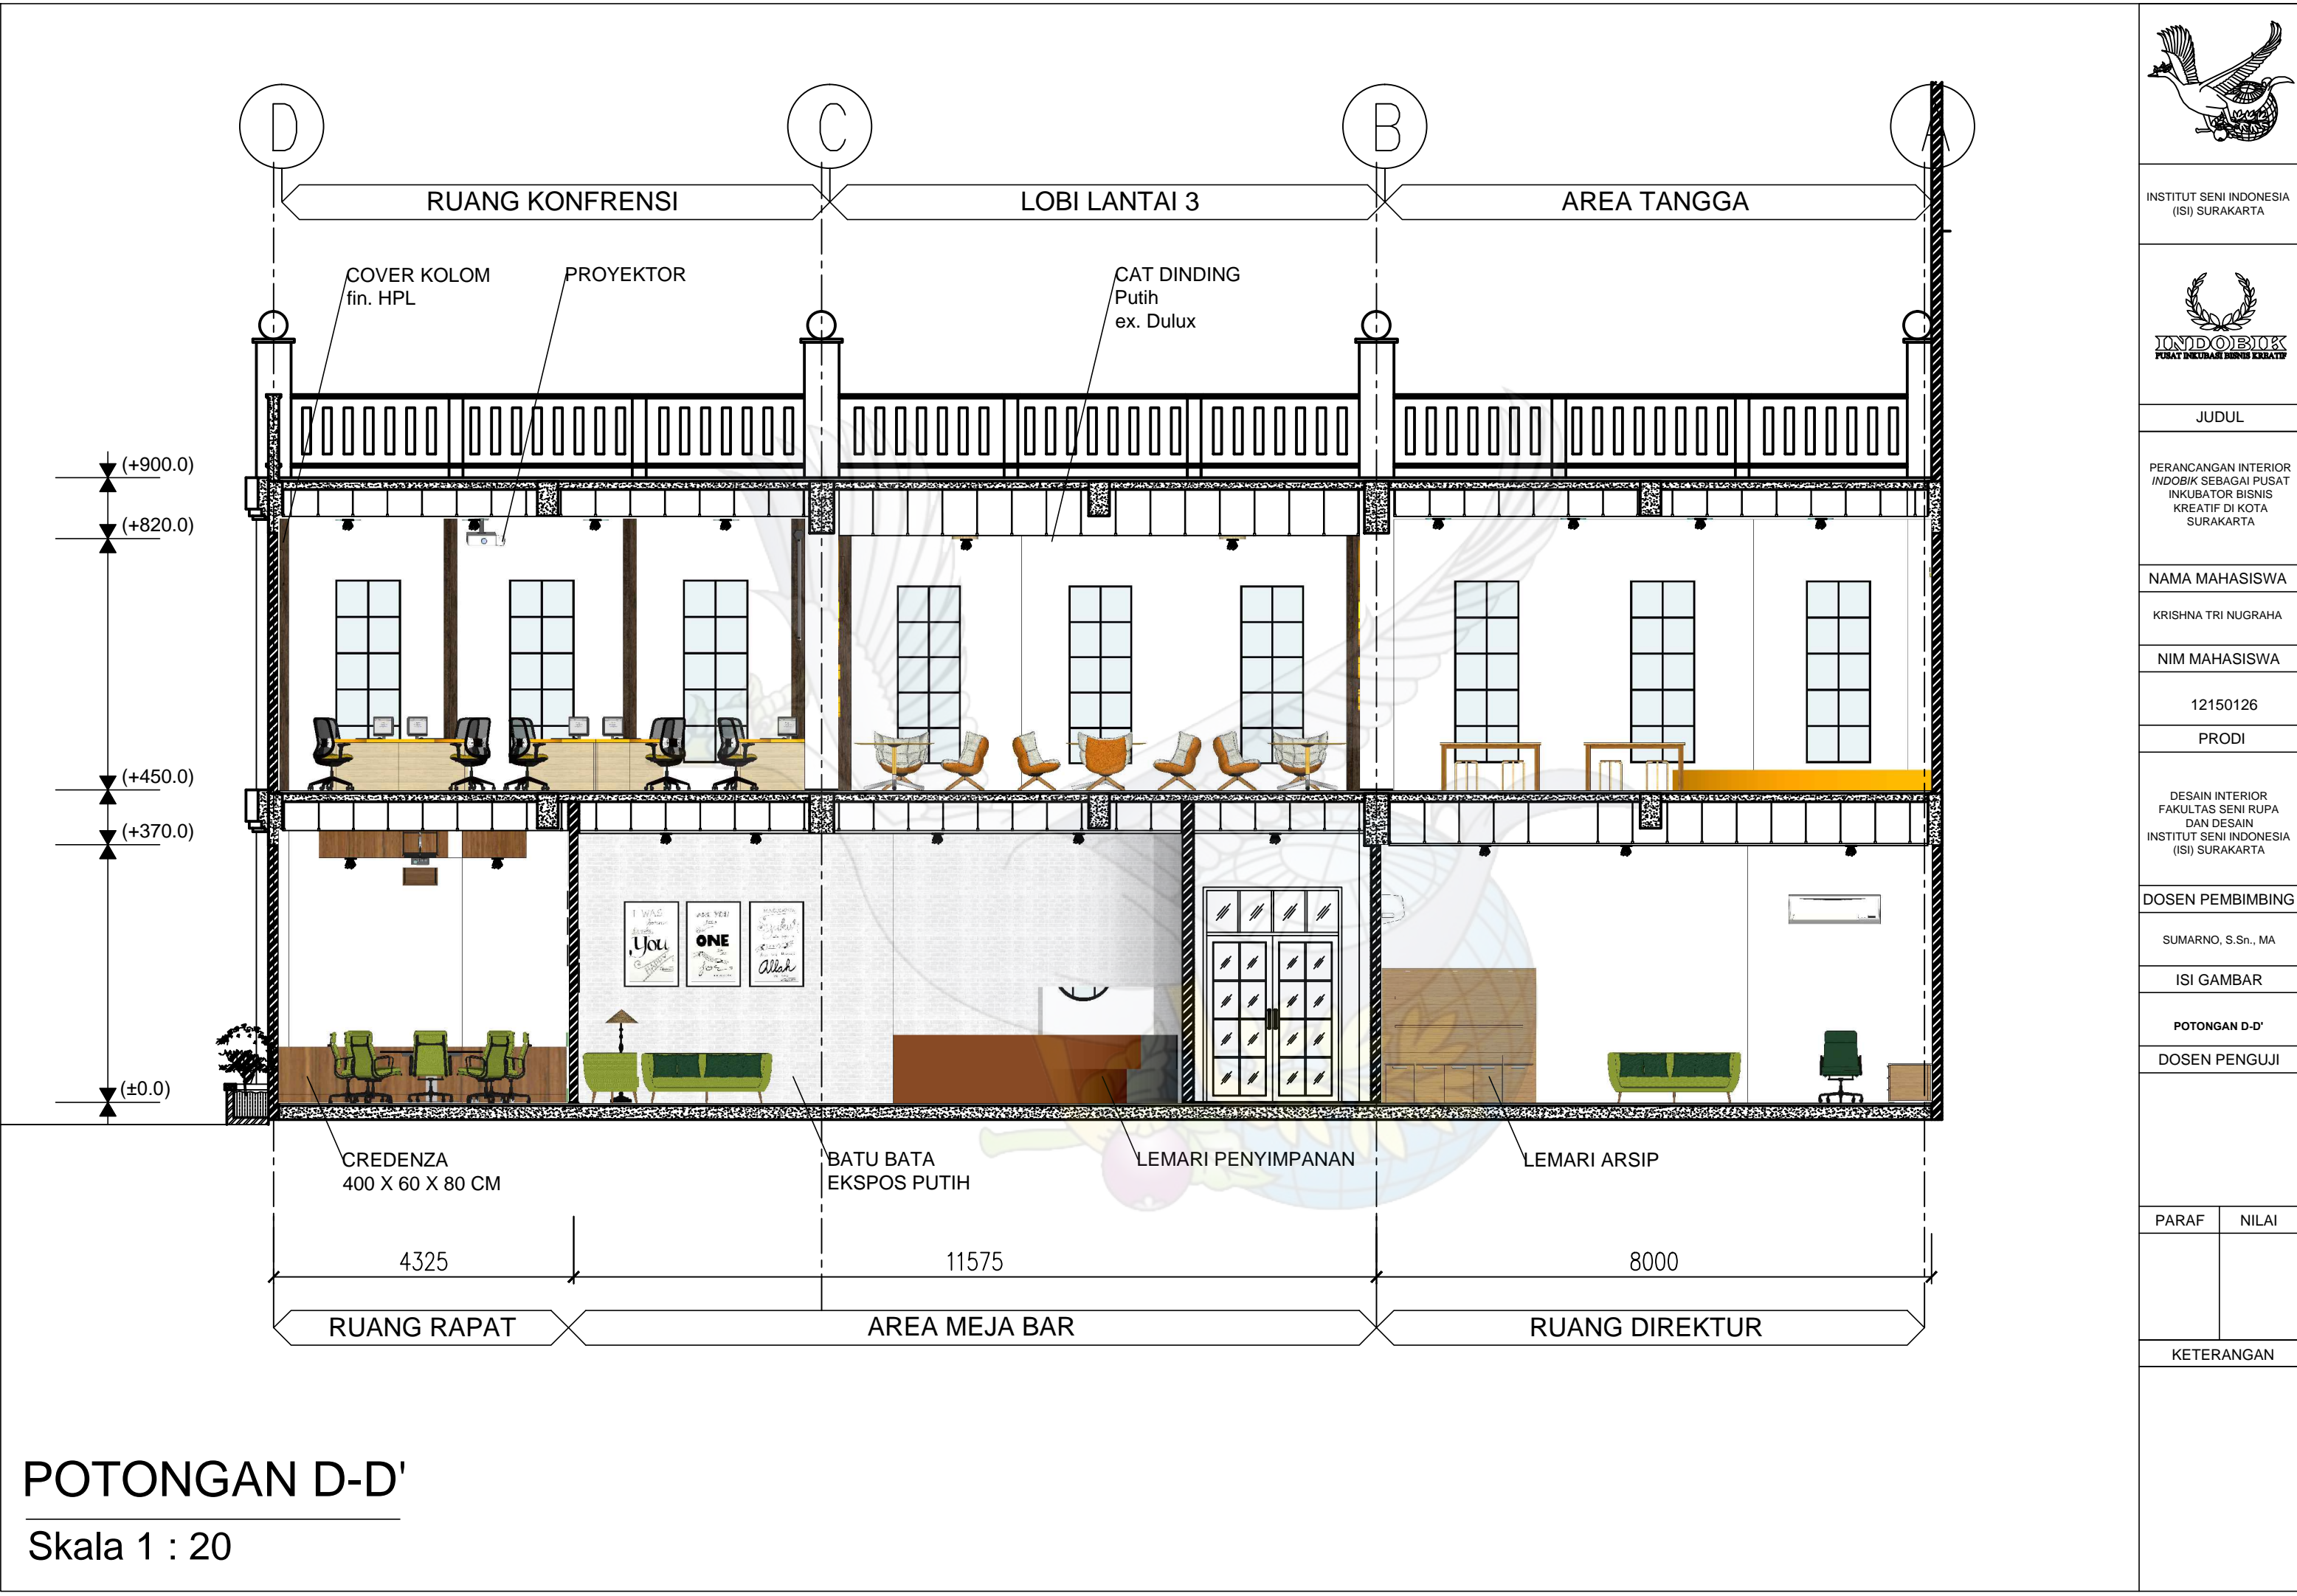 D
C
B
A
RUANG KONFRENSI
LOBI LANTAI 3
AREA TANGGA
COVER KOLOM
fin. HPL
PROYEKTOR
CAT DINDING
Putih
ex. Dulux
(+900.0)
(+820.0)
(+450.0)
(+370.0)
(±0.0)
I WAS
You
HAPPY
ONE
for
Allah
CREDENZA
400 X 60 X 80 CM
BATU BATA
EKSPOS PUTIH
LEMARI PENYIMPANAN
LEMARI ARSIP
4325
11575
8000
RUANG RAPAT
AREA MEJA BAR
RUANG DIREKTUR
POTONGAN D-D'
Skala 1 : 20
INSTITUT SENI INDONESIA
(ISI) SURAKARTA
INDOBIK
PUSAT INKUBASI BISNIS KREATIF
JUDUL
PERANCANGAN INTERIOR
INDOBIK SEBAGAI PUSAT
INKUBATOR BISNIS
KREATIF DI KOTA
SURAKARTA
NAMA MAHASISWA
KRISHNA TRI NUGRAHA
NIM MAHASISWA
12150126
PRODI
DESAIN INTERIOR
FAKULTAS SENI RUPA
DAN DESAIN
INSTITUT SENI INDONESIA
(ISI) SURAKARTA
DOSEN PEMBIMBING
SUMARNO, S.Sn., MA
ISI GAMBAR
POTONGAN D-D'
DOSEN PENGUJI
PARAF NILAI
KETERANGAN